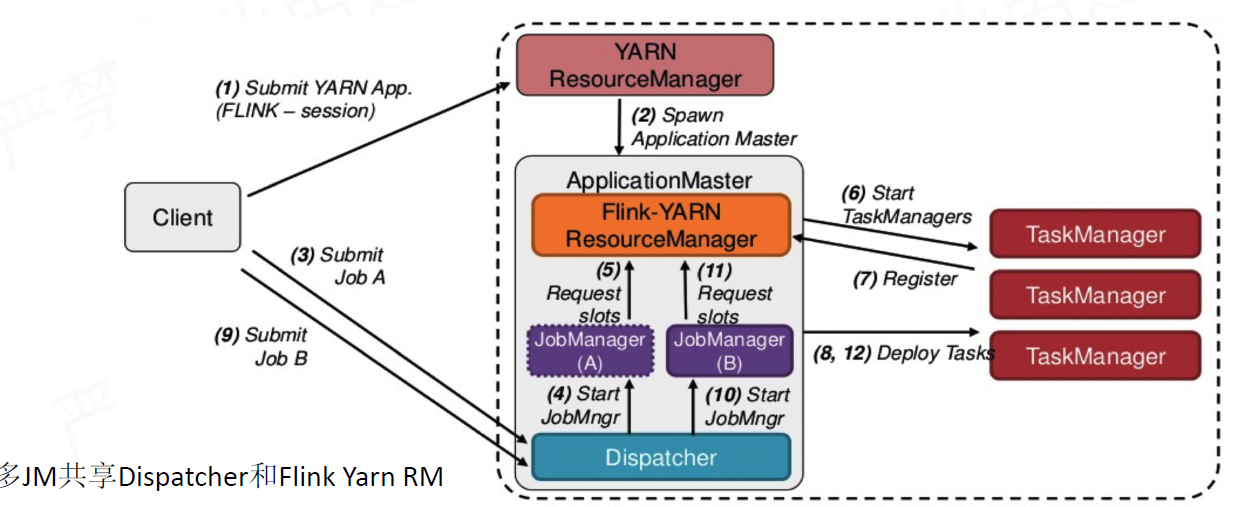 YARN
ResourceManager
(1) Submit YARN App.
(FLINK – session)
(2) Spawn
Application Master
ApplicationMaster
Flink-YARN
ResourceManager
(6) Start
TaskManagers
TaskManager
Client
(3) Submit
Job A
(5)
Request
slots
(11)
Request
slots
(7) Register
TaskManager
(9) Submit
Job B
JobManager
(A)
JobManager
(B)
(8, 12) Deploy Tasks
TaskManager
(4) Start
JobMngr
(10) Start
JobMngr
Dispatcher
多JM共享Dispatcher和Flink Yarn RM
严禁
严